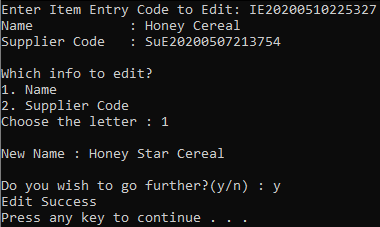 Enter Item Entry Code to Edit: IE20200510225327
Name          : Honey Cereal
Supplier Code   : SuE20200507213754
Which info to edit?
1. Name
2. Supplier Code
Choose the letter : 1
New Name : Honey Star Cereal
Do you wish to go further?(y/n) : y
Edit Success
Press any key to continue . . .